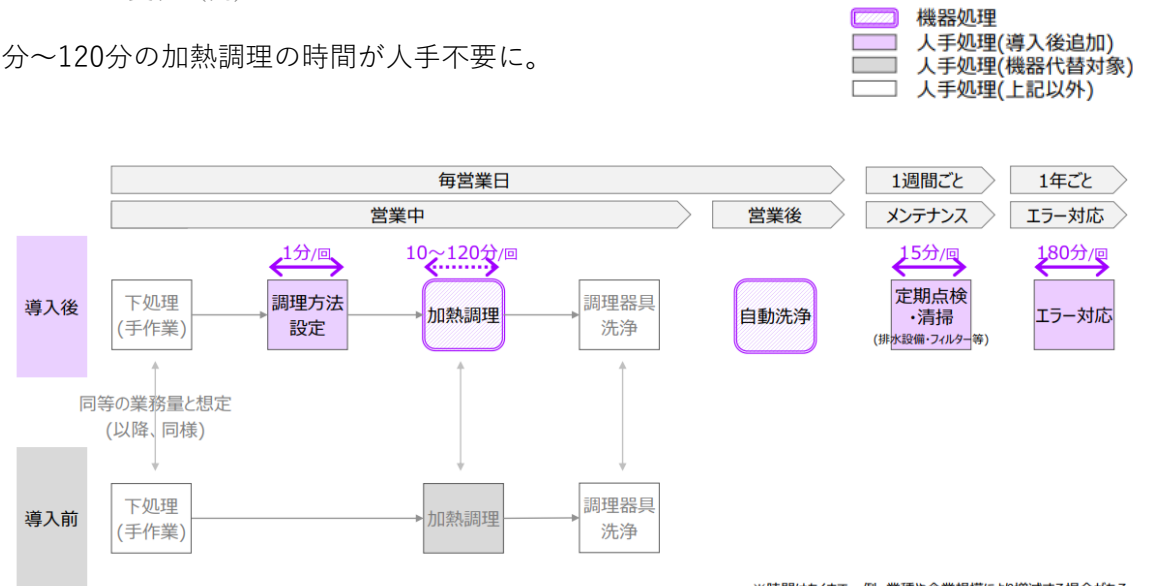 分～120分の加熱調理の時間が人手不要に。
機器処理
人手処理(導入後追加)
人手処理(機器代替対象)
人手処理(上記以外)
毎営業日
1週間ごと
1年ごと
営業中
営業後
メンテナンス
エラー対応
導入後
1分/回
10～120分/回
15分/回
180分/回
下処理
(手作業)
調理方法
設定
加熱調理
調理器具
洗浄
自動洗浄
定期点検
・清掃
(排水設備・フィルター等)
エラー対応
同等の業務量と想定
(以降、同様)
導入前
下処理
(手作業)
加熱調理
調理器具
洗浄